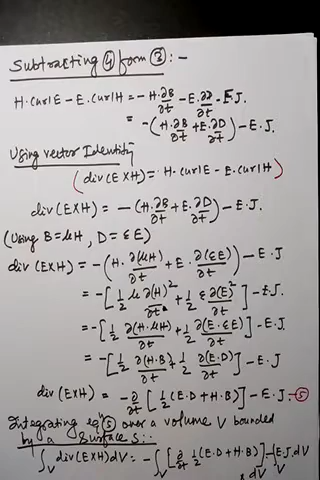 Subtracting ④ from ③ :-
H. Curl E - E. Curl H = - H. ∂B/∂t - E. ∂D/∂t - E.J.
= - (H. ∂B/∂t + E. ∂D/∂t) - E.J.
Using vector Identity
(div (E×H) = H. Curl E - E. Curl H)
div (E×H) = - (H. ∂B/∂t + E. ∂D/∂t) - E.J.
(Using B = μH, D = εE)
div (E×H) = - (H. ∂(μH)/∂t + E. ∂(εE)/∂t) - E.J
= - [1/2 μ ∂(H)²/∂t + 1/2 ε ∂(E)²/∂t] - E.J.
= - [1/2 ∂(H.μH)/∂t + 1/2 ∂(E.εE)/∂t] - E.J
= - [1/2 ∂(H.B)/∂t + 1/2 ∂(E.D)/∂t] - E.J
div (E×H) = - ∂/∂t [1/2 (E.D + H.B)] - E.J - ⑤
Integrating eqⁿ ⑤ over a volume V bounded
by a Surface S :-
∫V div (E×H) dV = - ∫V [∂/∂t 1/2 (E.D + H.B)] dV - ∫V (E.J) dV